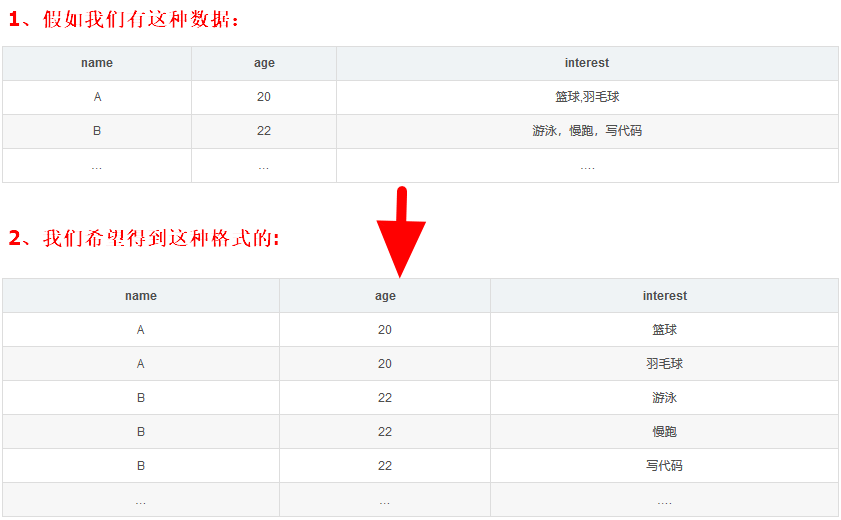 1、假如我们有这种数据：
name age interest
A 20 篮球,羽毛球
B 22 游泳，慢跑，写代码
... ... ....
2、我们希望得到这种格式的:
name age interest
A 20 篮球
A 20 羽毛球
B 22 游泳
B 22 慢跑
B 22 写代码
... ... ....